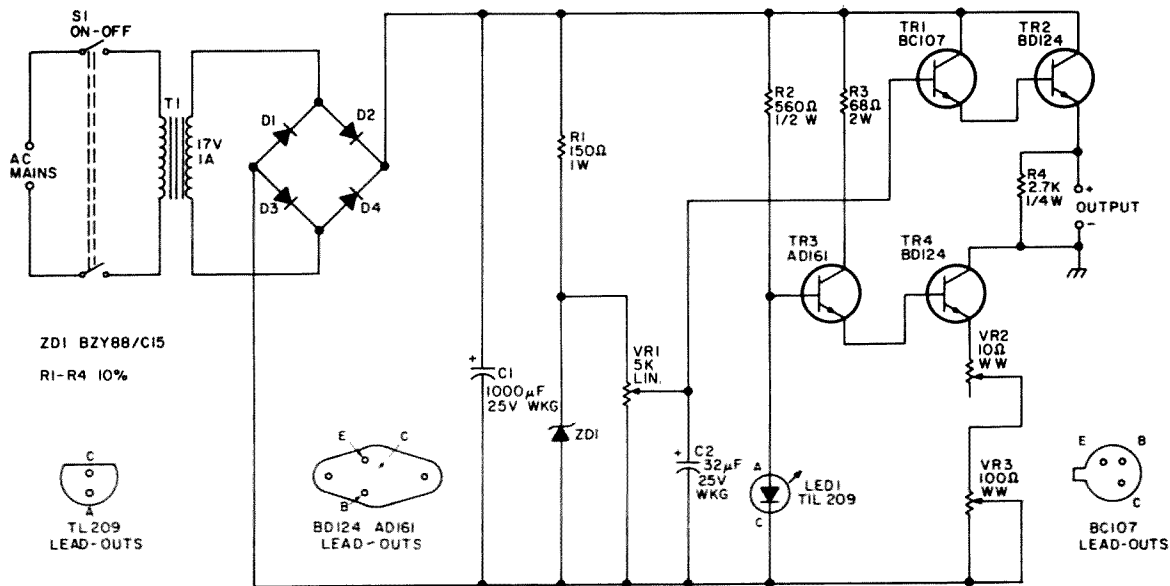 S1
ON-OFF
AC
MAINS
T1
17V
1A
D1
D2
D3
D4
R1
150Ω
1W
R2
560Ω
1/2 W
R3
68Ω
2W
TR1
BC107
TR2
BD124
R4
2.7K
1/4W
+
OUTPUT
-
TR3
AD161
TR4
BD124
ZD1 BZY88/C15
R1-R4 10%
+
C1
1000µF
25V WKG
VR1
5K
LIN.
ZD1
+
C2
32µF
25V
WKG
A
LED1
TIL 209
C
VR2
10Ω
WW
VR3
100Ω
WW
C
A
TL209
LEAD-OUTS
E
C
B
BD124 AD161
LEAD-OUTS
E
B
C
BC107
LEAD-OUTS